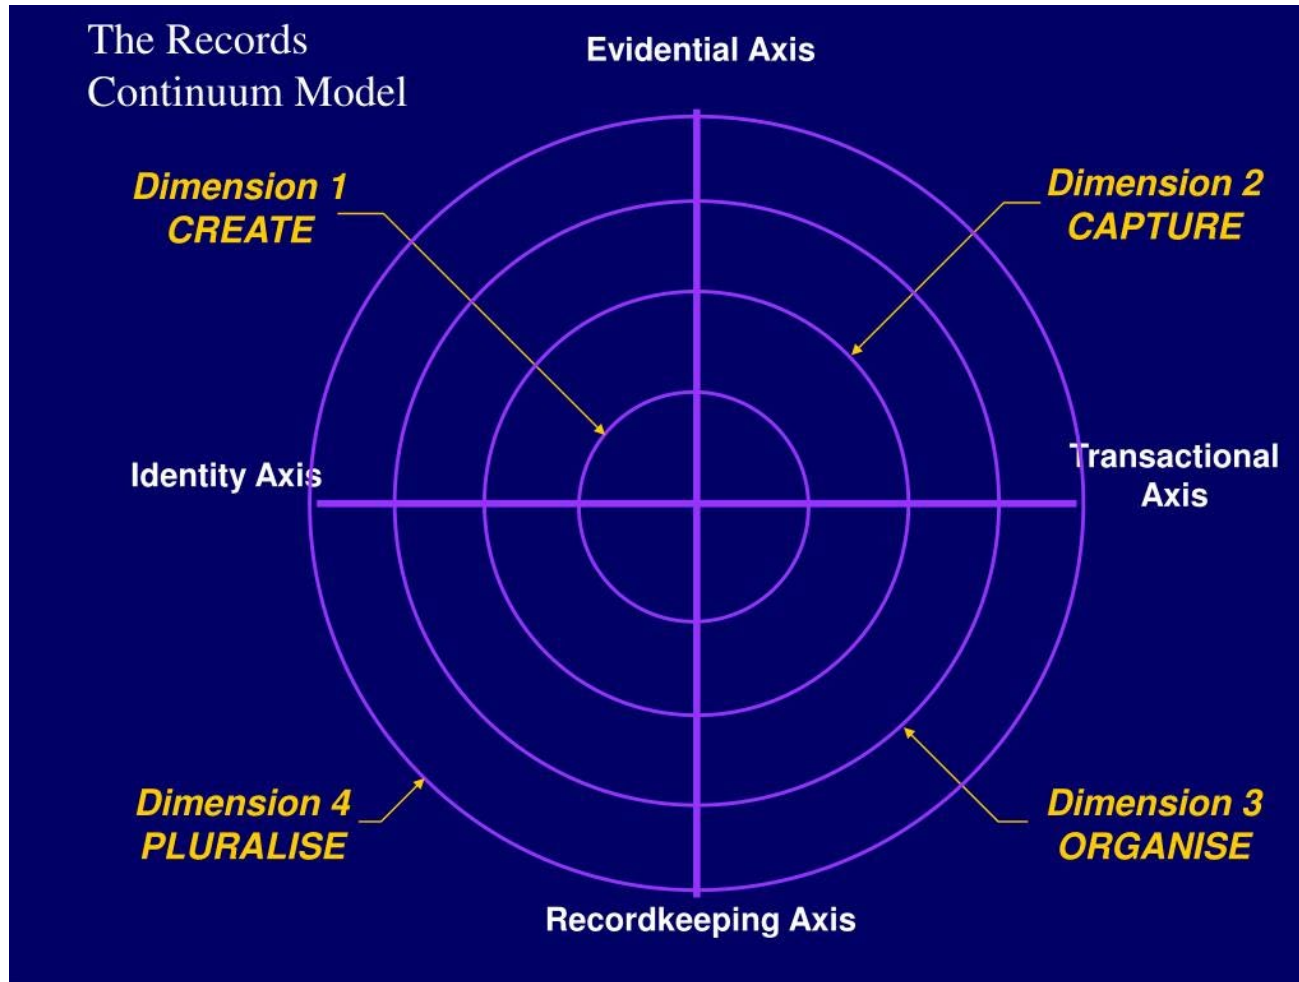 The Records
Continuum Model
Evidential Axis
Dimension 1
CREATE
Dimension 2
CAPTURE
Identity Axis
Transactional
Axis
Dimension 4
PLURALISE
Dimension 3
ORGANISE
Recordkeeping Axis